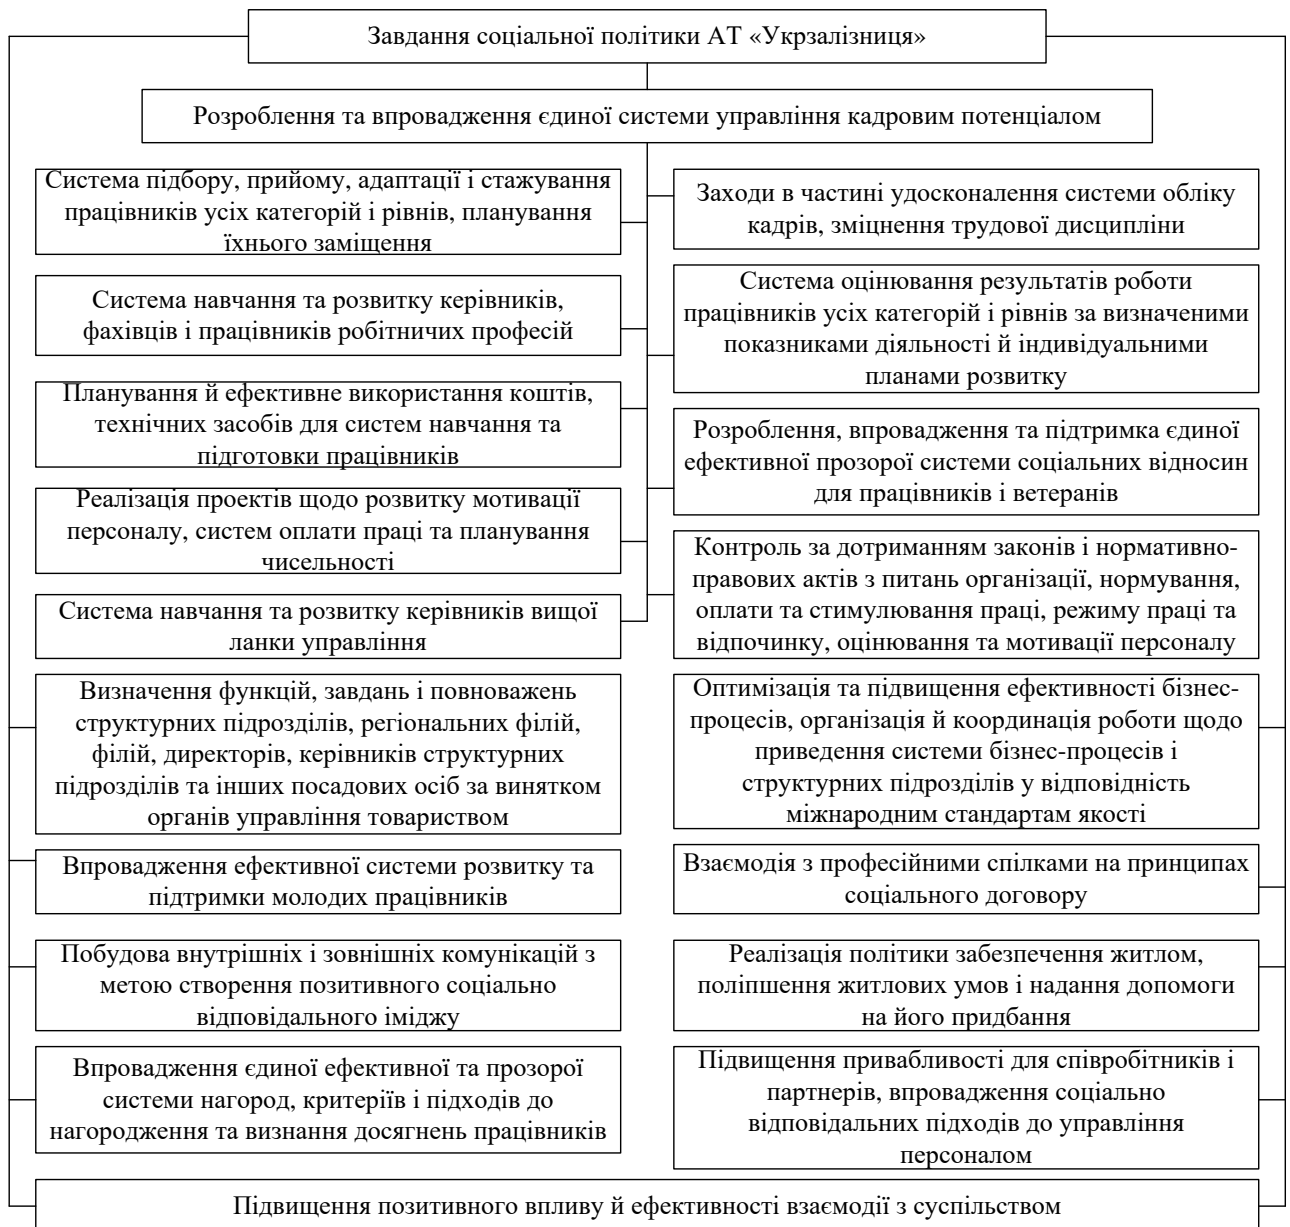 Завдання соціальної політики АТ «Укрзалізниця»
Розроблення та впровадження єдиної системи управління кадровим потенціалом
Система підбору, прийому, адаптації і стажування
працівників усіх категорій і рівнів, планування
їхнього заміщення
Заходи в частині удосконалення системи обліку
кадрів, зміцнення трудової дисципліни
Система навчання та розвитку керівників,
фахівців і працівників робітничих професій
Система оцінювання результатів роботи
працівників усіх категорій і рівнів за визначеними
показниками діяльності й індивідуальними
планами розвитку
Планування й ефективне використання коштів,
технічних засобів для систем навчання та
підготовки працівників
Розроблення, впровадження та підтримка єдиної
ефективної прозорої системи соціальних відносин
для працівників і ветеранів
Реалізація проектів щодо розвитку мотивації
персоналу, систем оплати праці та планування
чисельності
Контроль за дотриманням законів і нормативно-
правових актів з питань організації, нормування,
оплати та стимулювання праці, режиму праці та
відпочинку, оцінювання та мотивації персоналу
Система навчання та розвитку керівників вищої
ланки управління
Визначення функцій, завдань і повноважень
структурних підрозділів, регіональних філій,
філій, директорів, керівників структурних
підрозділів та інших посадових осіб за винятком
органів управління товариством
Оптимізація та підвищення ефективності бізнес-
процесів, організація й координація роботи щодо
приведення системи бізнес-процесів і
структурних підрозділів у відповідність
міжнародним стандартам якості
Впровадження ефективної системи розвитку та
підтримки молодих працівників
Взаємодія з професійними спілками на принципах
соціального договору
Побудова внутрішніх і зовнішніх комунікацій з
метою створення позитивного соціально
відповідального іміджу
Реалізація політики забезпечення житлом,
поліпшення житлових умов і надання допомоги
на його придбання
Впровадження єдиної ефективної та прозорої
системи нагород, критеріїв і підходів до
нагородження та визнання досягнень працівників
Підвищення привабливості для співробітників і
партнерів, впровадження соціально
відповідальних підходів до управління
персоналом
Підвищення позитивного впливу й ефективності взаємодії з суспільством